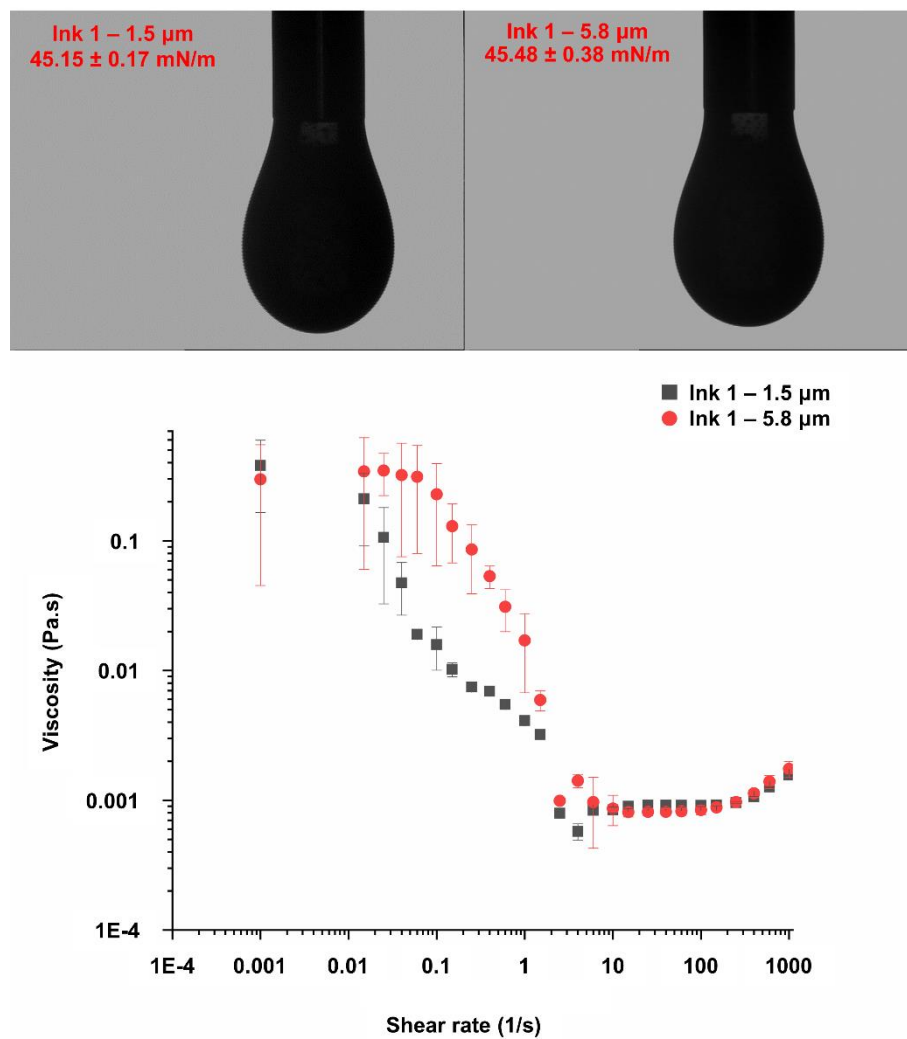 Ink 1 – 1.5 µm
45.15 ± 0.17 mN/m
Ink 1 – 5.8 µm
45.48 ± 0.38 mN/m
Ink 1 – 1.5 µm
Ink 1 – 5.8 µm
0.1
0.01
0.001
1E-4
Viscosity (Pa.s)
1E-4 0.001 0.01 0.1 1 10 100 1000
Shear rate (1/s)